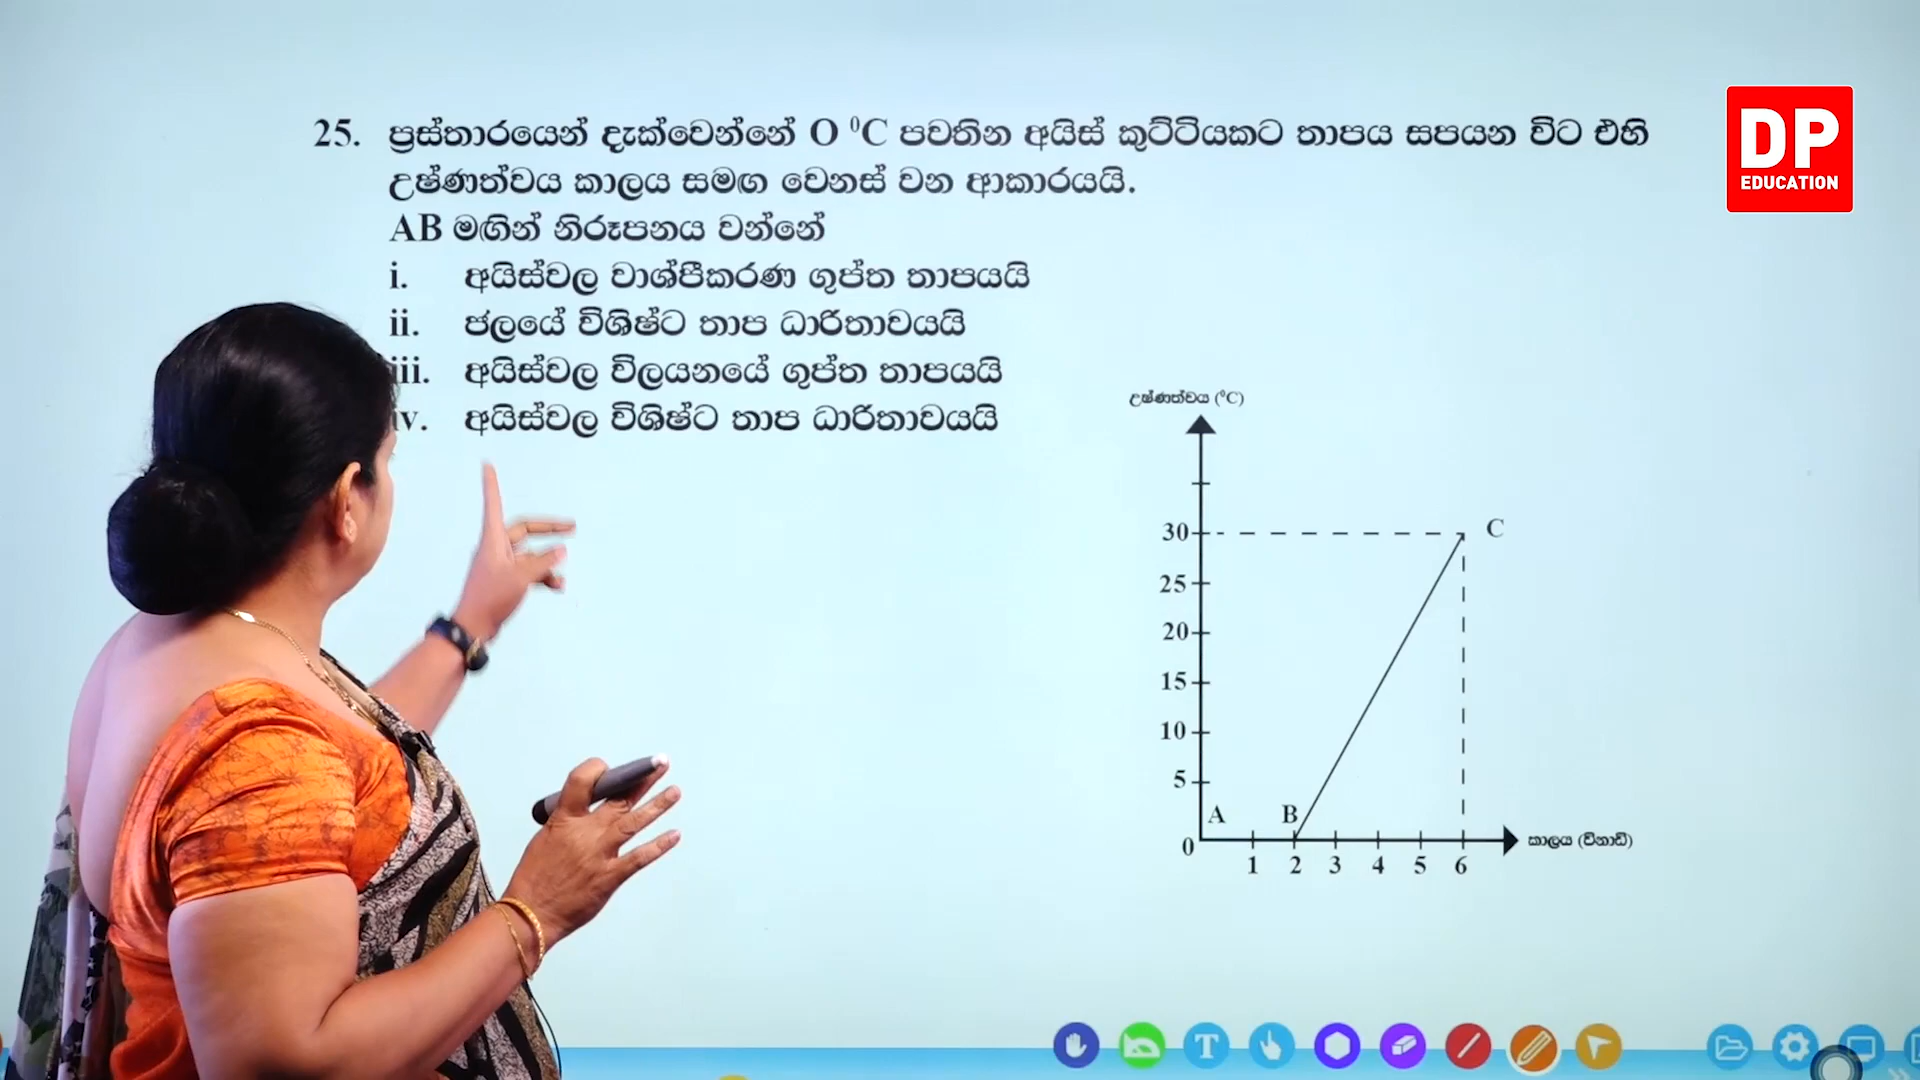 DP
EDUCATION
25. ප්‍රස්තාරයෙන් දැක්වෙන්නේ O ⁰C පවතින අයිස් කුට්ටියකට තාපය සපයන විට එහි
උෂ්ණත්වය කාලය සමඟ වෙනස් වන ආකාරයයි.
AB මඟින් නිරූපනය වන්නේ
i. අයිස්වල වාශ්පීකරණ ගුප්ත තාපයයි
ii. ජලයේ විශිෂ්ට තාප ධාරිතාවයයි
iii. අයිස්වල විලයනයේ ගුප්ත තාපයයි
iv. අයිස්වල විශිෂ්ට තාප ධාරිතාවයයි
උෂ්ණත්වය (⁰C)
30
C
25
20
15
10
5
A B
0
කාලය (විනාඩි)
1 2 3 4 5 6
T